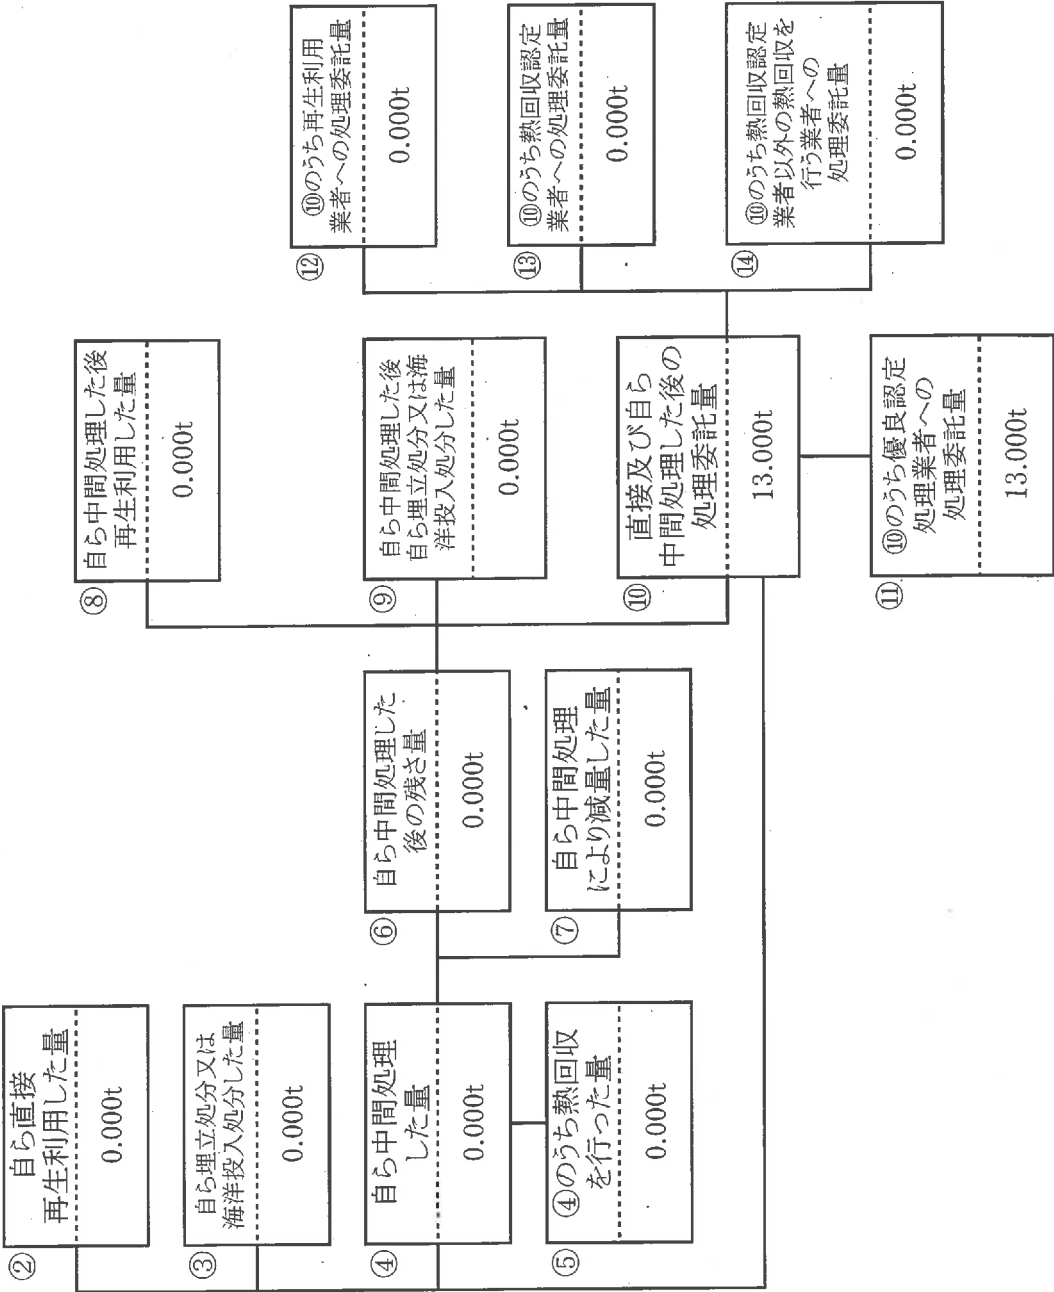 ②
自ら直接
再生利用した量
0.000t
③
自ら埋立処分又は
海洋投入処分した量
0.000t
④
自ら中間処理
した量
0.000t
⑤
④のうち熱回収
を行った量
0.000t
⑥
自ら中間処理した
後の残さ量
0.000t
⑦
自ら中間処理
により減量した量
0.000t
⑧
自ら中間処理した後
再生利用した量
0.000t
⑨
自ら中間処理した後
自ら埋立処分又は海
洋投入処分した量
0.000t
⑩
直接及び自ら
中間処理した後の
処理委託量
13.000t
⑪
⑩のうち優良認定
処理業者への
処理委託量
13.000t
⑫
⑩のうち再生利用
業者への処理委託量
0.000t
⑬
⑩のうち熱回収認定
業者への処理委託量
0.000t
⑭
⑩のうち熱回収認定
業者以外の熱回収を
行う業者への
処理委託量
0.000t